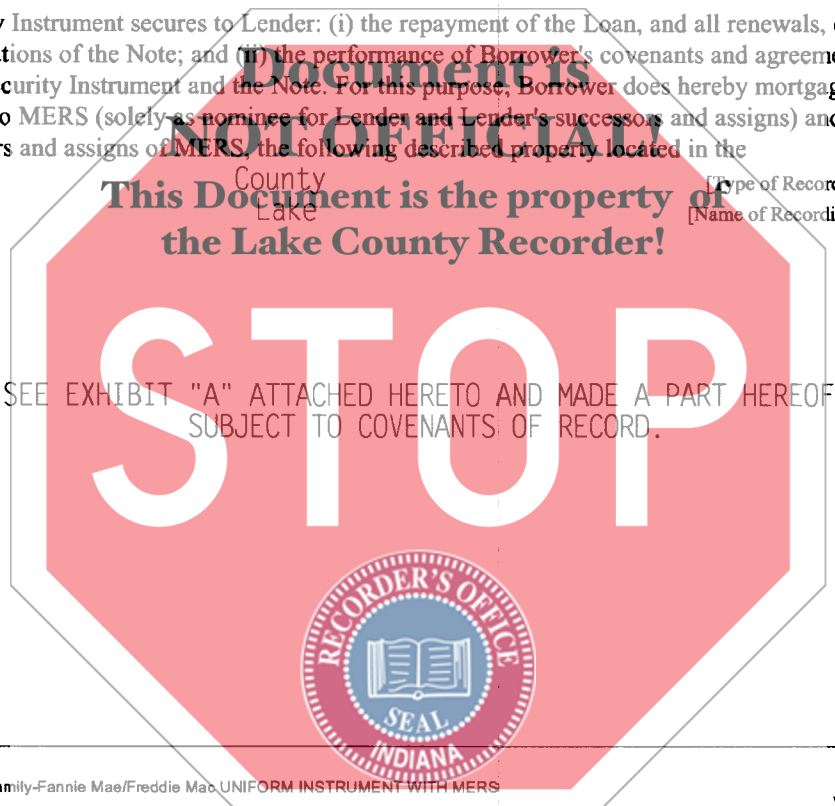 y Instrument secures to Lender: (i) the repayment of the Loan, and all renewals,
tions of the Note; and (ii) the performance of Borrower's covenants and agreeme
curity Instrument and the Note. For this purpose, Borrower does hereby mortgag
o MERS (solely as nominee for Lender and Lender's successors and assigns) and
rs and assigns of MERS, the following described property located in the
County [Type of Record
Lake [Name of Recordi
Document is
NOT OFFICIAL!
This Document is the property of
the Lake County Recorder!
STOP
SEE EXHIBIT "A" ATTACHED HERETO AND MADE A PART HEREOF
SUBJECT TO COVENANTS OF RECORD.
RECORDER'S OFFICE
SEAL
INDIANA
mily-Fannie Mae/Freddie Mac UNIFORM INSTRUMENT WITH MERS